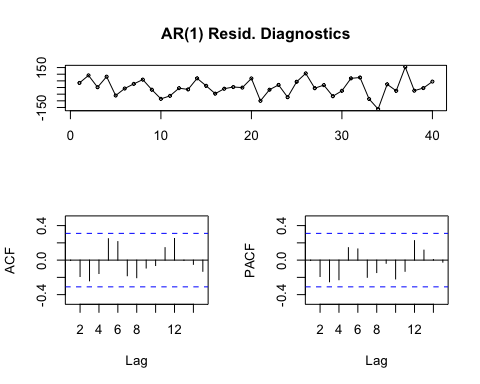 AR(1) Resid. Diagnostics
150
-150
0 10 20 30 40
0.4 0.4
ACF 0.0 PACF 0.0
-0.4 -0.4
2 4 6 8 12 2 4 6 8 12
Lag Lag